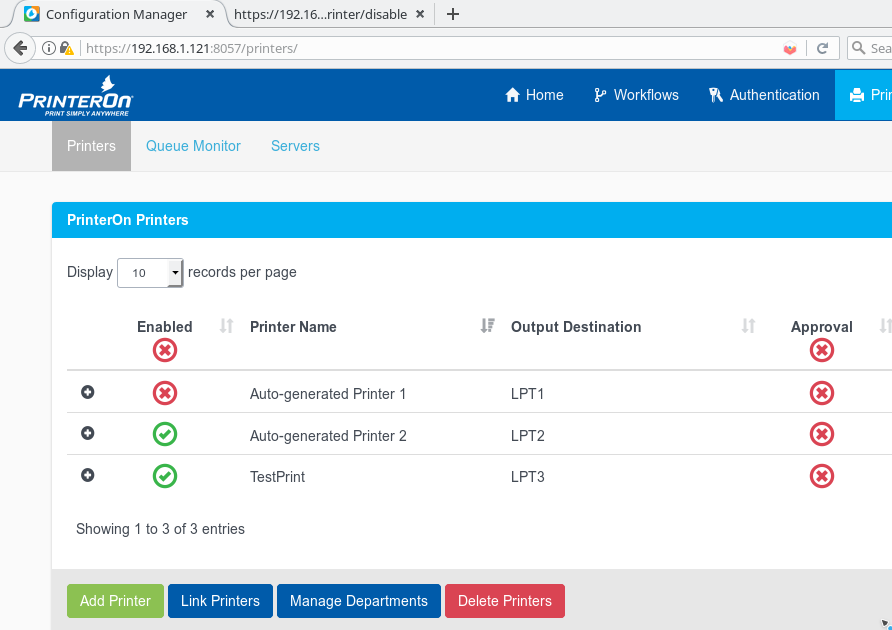 Configuration Manager
https://192.16...rinter/disable
https://192.168.1.121:8057/printers/
Sea
PRINTERON
PRINT SIMPLY ANYWHERE
Home
Workflows
Authentication
Prin
Printers
Queue Monitor
Servers
PrinterOn Printers
Display 10 records per page
Enabled Printer Name Output Destination Approval
Auto-generated Printer 1 LPT1
Auto-generated Printer 2 LPT2
TestPrint LPT3
Showing 1 to 3 of 3 entries
Add Printer Link Printers Manage Departments Delete Printers